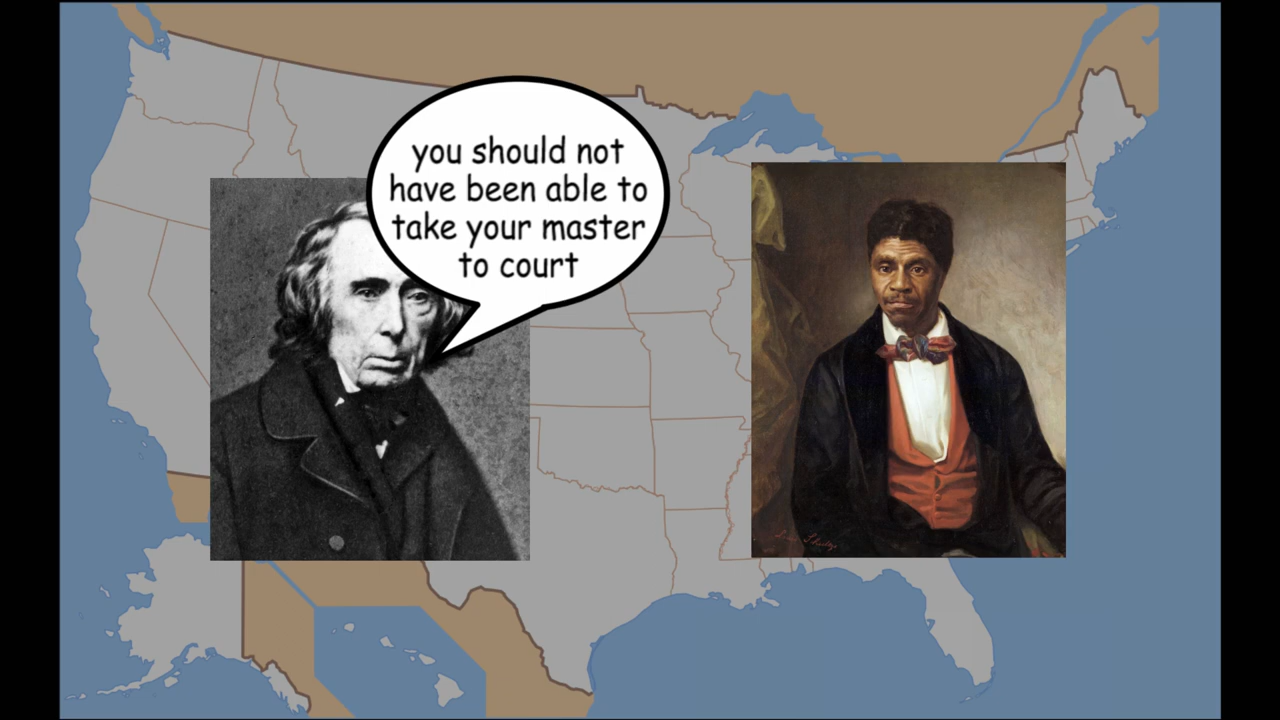 you should not
have been able to
take your master
to court